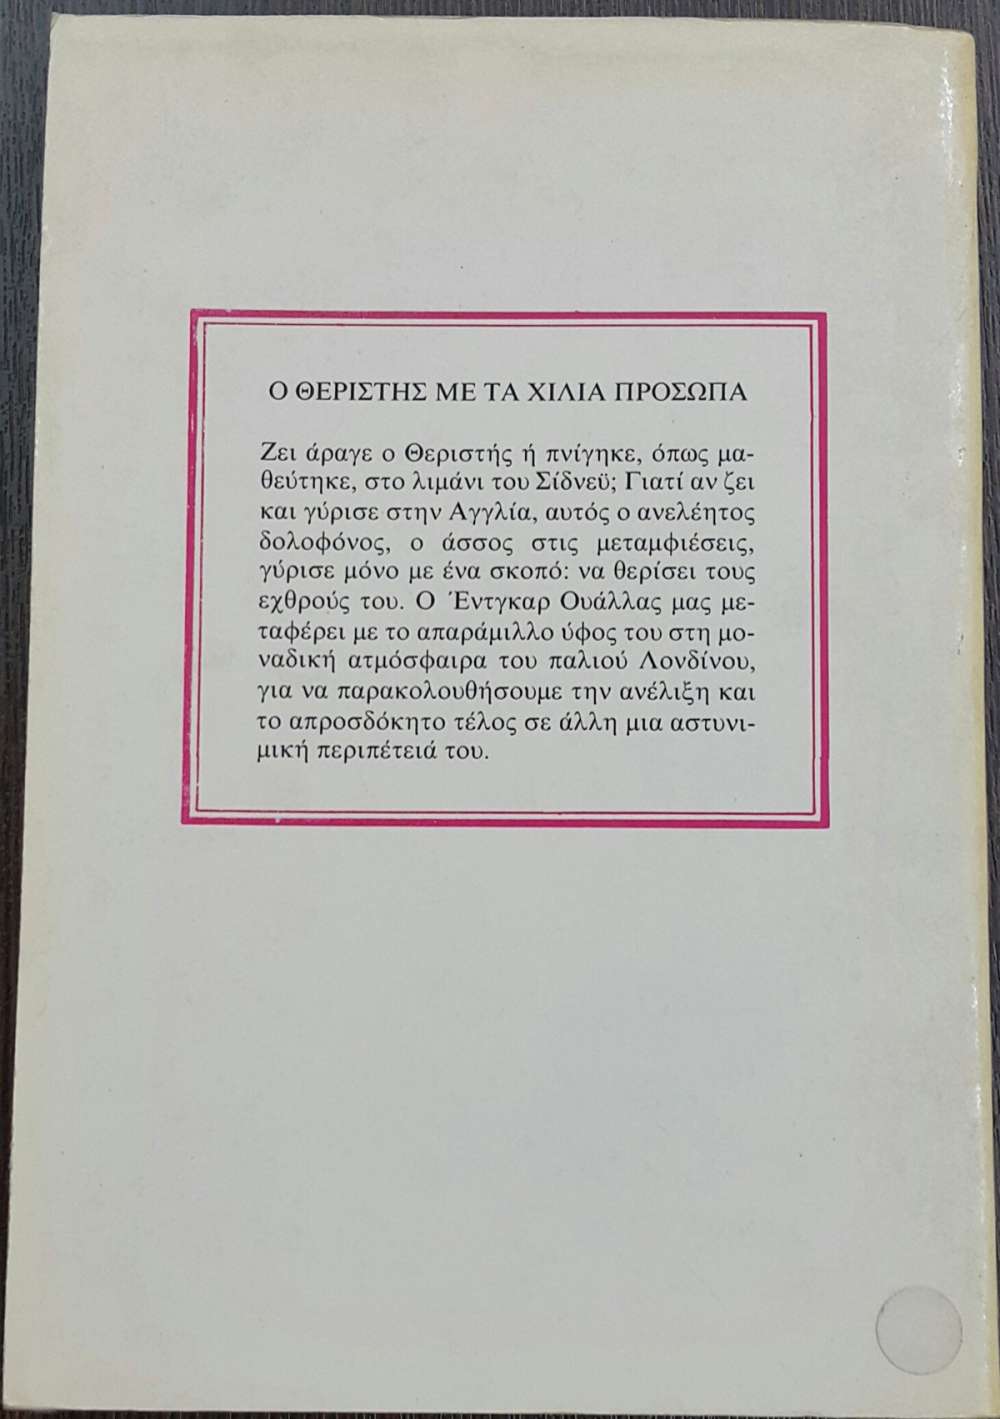 Ο ΘΕΡΙΣΤΗΣ ΜΕ ΤΑ ΧΙΛΙΑ ΠΡΟΣΩΠΑ
Ζει άραγε ο Θεριστής ή πνίγηκε, όπως μα-
θεύτηκε, στο λιμάνι του Σίδνεϋ; Γιατί αν ζει
και γύρισε στην Αγγλία, αυτός ο ανελέητος
δολοφόνος, ο άσσος στις μεταμφιέσεις,
γύρισε μόνο με ένα σκοπό: να θερίσει τους
εχθρούς του. Ο Έντγκαρ Ουάλλας μας με-
ταφέρει με το απαράμιλλο ύφος του στη μο-
ναδική ατμόσφαιρα του παλιού Λονδίνου,
για να παρακολουθήσουμε την ανέλιξη και
το απροσδόκητο τέλος σε άλλη μια αστυνι-
μική περιπέτειά του.